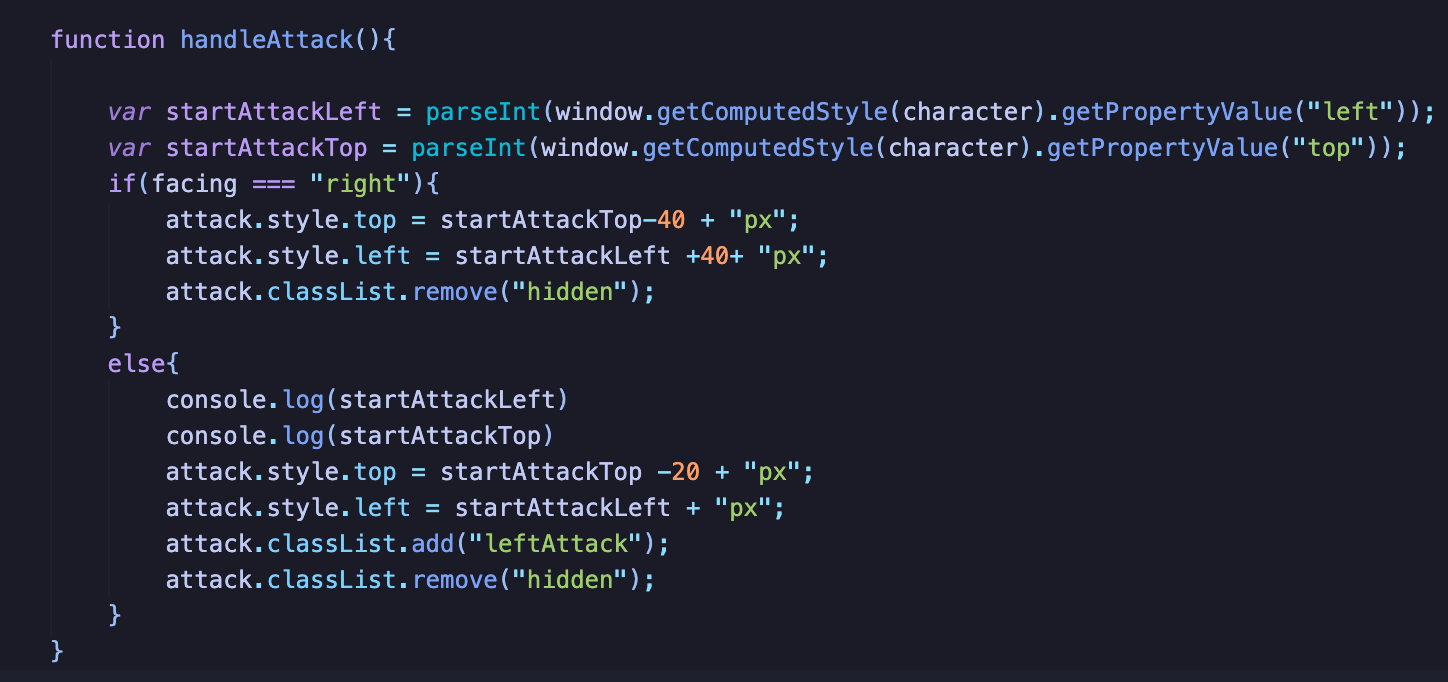 function handleAttack(){
var startAttackLeft = parseInt(window.getComputedStyle(character).getPropertyValue("left"));
var startAttackTop = parseInt(window.getComputedStyle(character).getPropertyValue("top"));
if(facing === "right"){
attack.style.top = startAttackTop-40 + "px";
attack.style.left = startAttackLeft +40+ "px";
attack.classList.remove("hidden");
}
else{
console.log(startAttackLeft)
console.log(startAttackTop)
attack.style.top = startAttackTop -20 + "px";
attack.style.left = startAttackLeft + "px";
attack.classList.add("leftAttack");
attack.classList.remove("hidden");
}
}